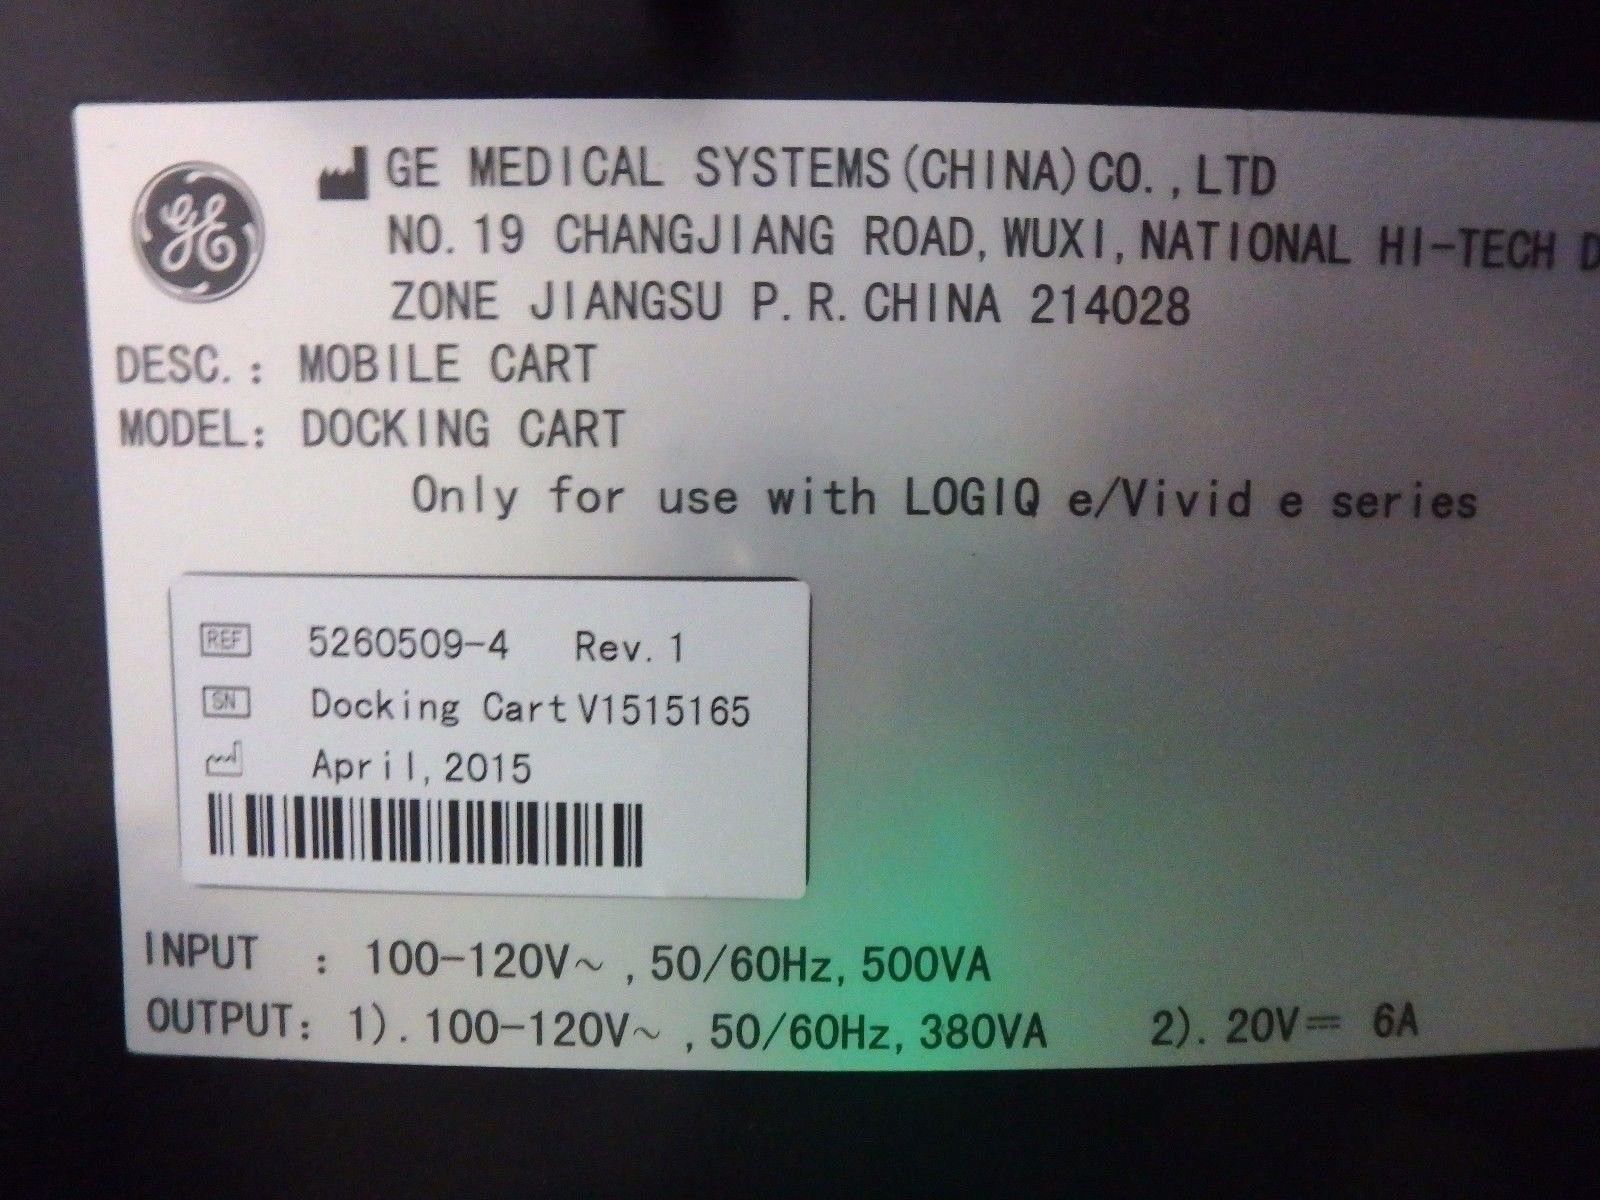 GE
GE MEDICAL SYSTEMS(CHINA)CO.,LTD
NO.19 CHANGJIANG ROAD,WUXI,NATIONAL HI-TECH D
ZONE JIANGSU P.R.CHINA 214028
DESC.: MOBILE CART
MODEL: DOCKING CART
Only for use with LOGIQ e/Vivid e series
REF 5260509-4 Rev.1
SN Docking Cart V1515165
April,2015
INPUT : 100-120V~ ,50/60Hz,500VA
OUTPUT: 1).100-120V~ ,50/60Hz,380VA 2).20V⎓ 6A